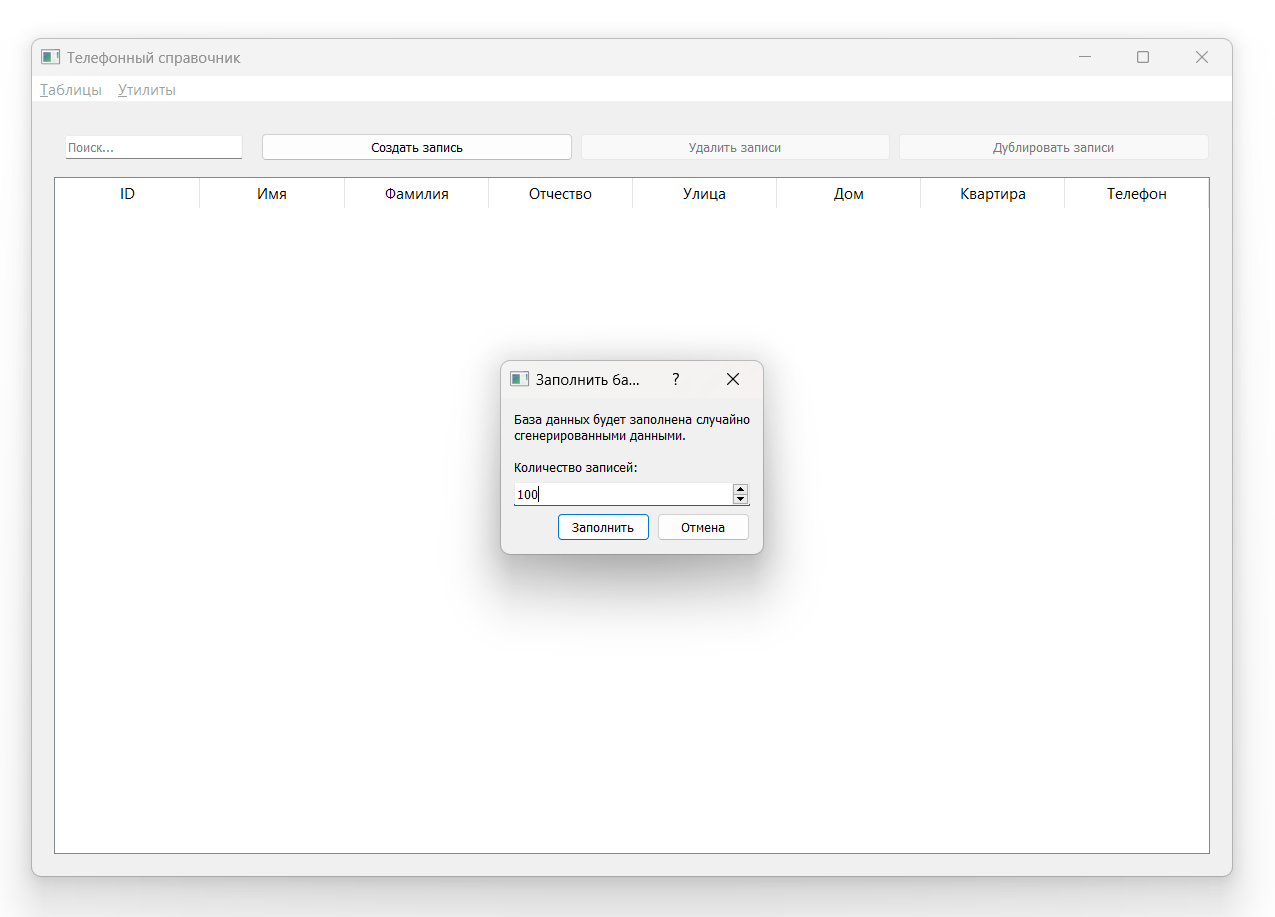 Телефонный справочник
Таблицы Утилиты
Поиск... Создать запись Удалить записи Дублировать записи
ID Имя Фамилия Отчество Улица Дом Квартира Телефон
Заполнить ба... ?
База данных будет заполнена случайно
сгенерированными данными.
Количество записей:
100
Заполнить Отмена